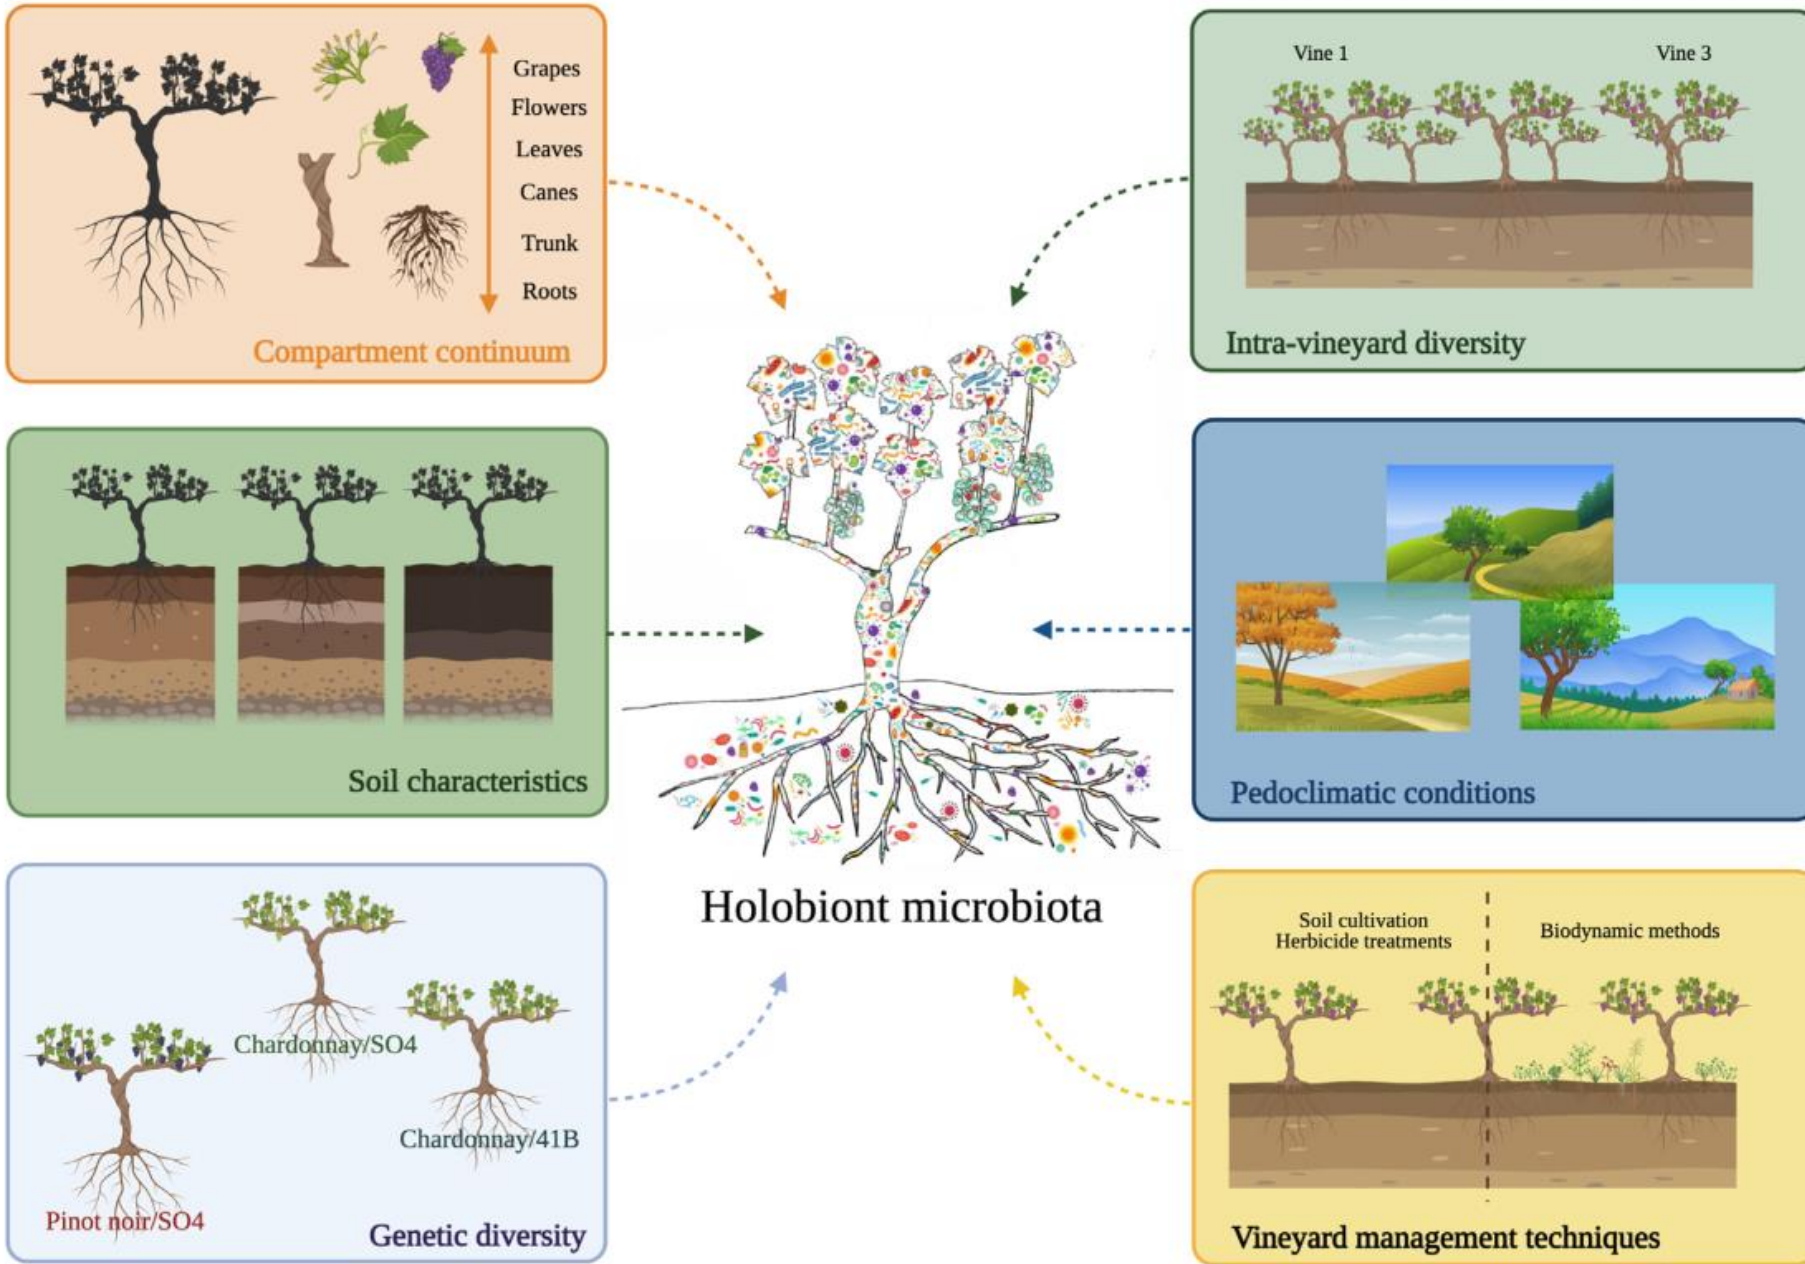 Grapes
Flowers
Leaves
Canes
Trunk
Roots
Compartment continuum
Vine 1
Vine 3
Intra-vineyard diversity
Soil characteristics
Pedoclimatic conditions
Holobiont microbiota
Chardonnay/SO4
Chardonnay/41B
Pinot noir/SO4
Genetic diversity
Soil cultivation
Herbicide treatments
Biodynamic methods
Vineyard management techniques